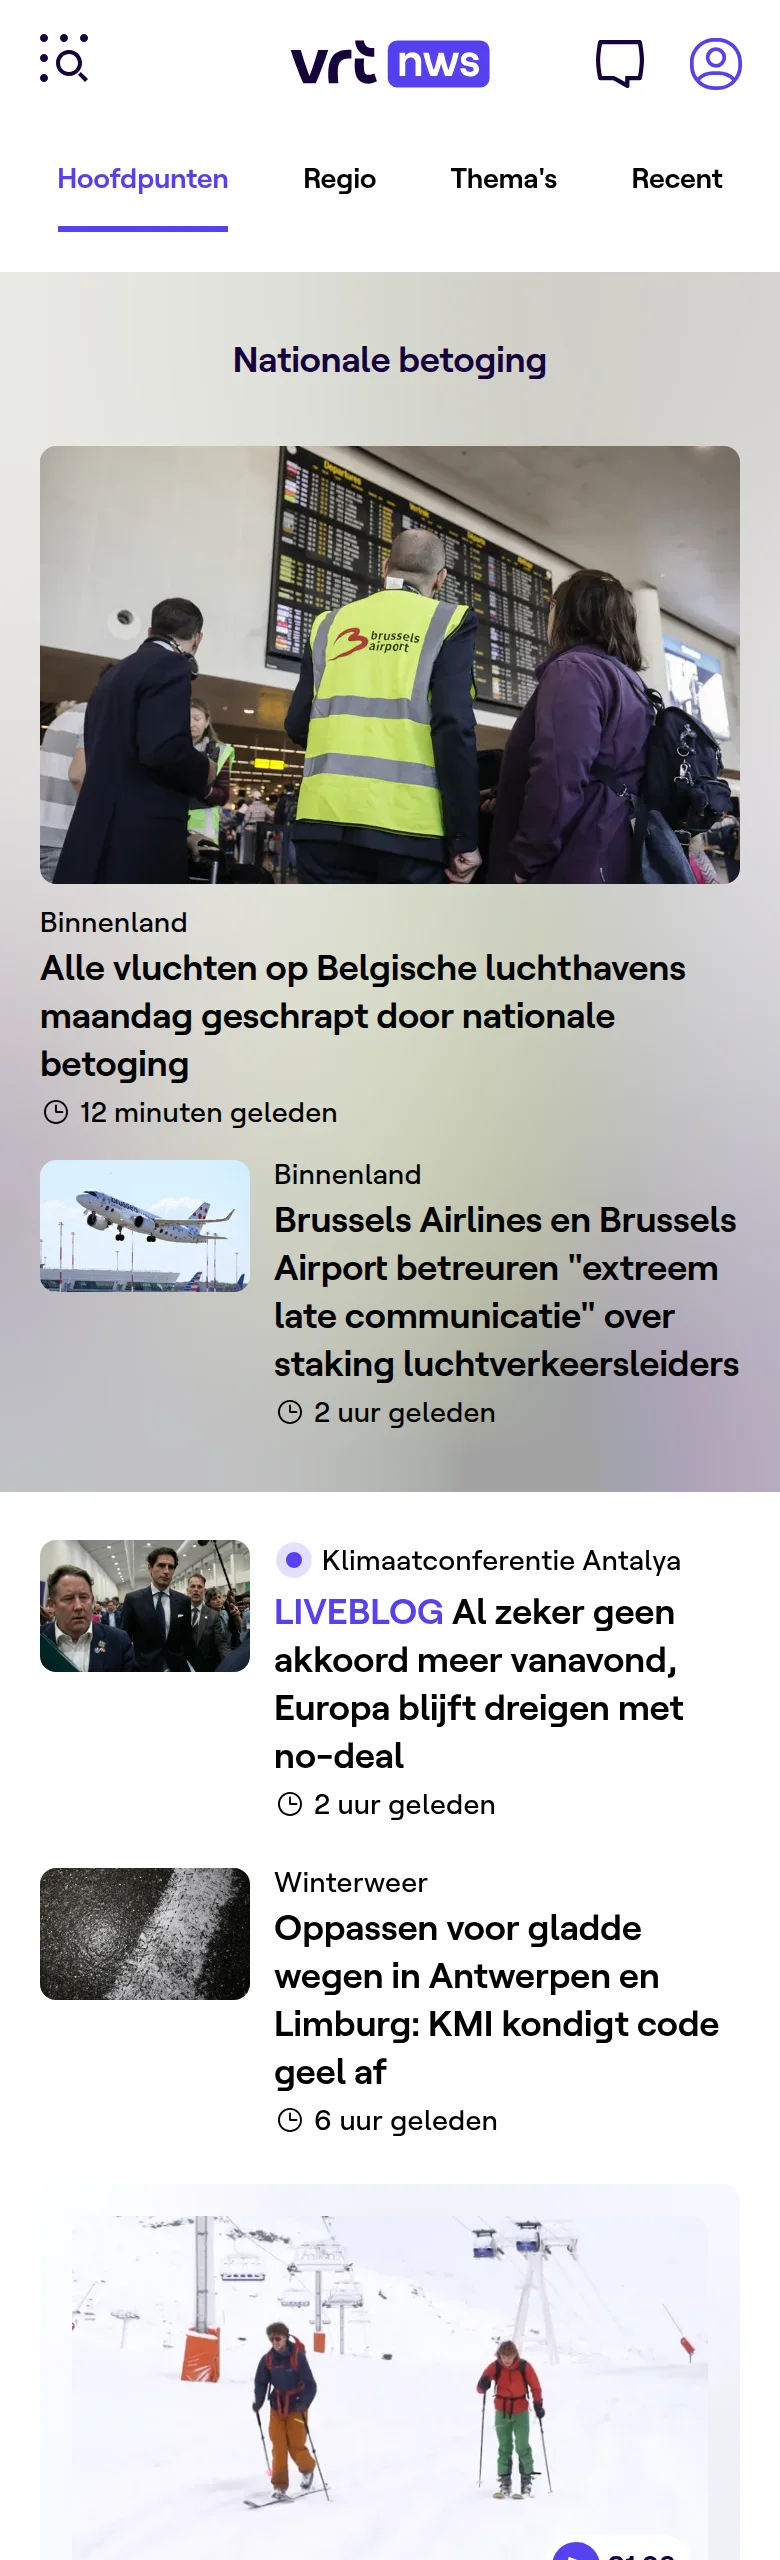 vrt nws
Hoofdpunten Regio Thema's Recent
Nationale betoging
Departures
brussels
airport
Binnenland
Alle vluchten op Belgische luchthavens
maandag geschrapt door nationale
betoging
12 minuten geleden
brussels
Binnenland
Brussels Airlines en Brussels
Airport betreuren "extreem
late communicatie" over
staking luchtverkeersleiders
2 uur geleden
Klimaatconferentie Antalya
LIVEBLOG Al zeker geen
akkoord meer vanavond,
Europa blijft dreigen met
no-deal
2 uur geleden
Winterweer
Oppassen voor gladde
wegen in Antwerpen en
Limburg: KMI kondigt code
geel af
6 uur geleden